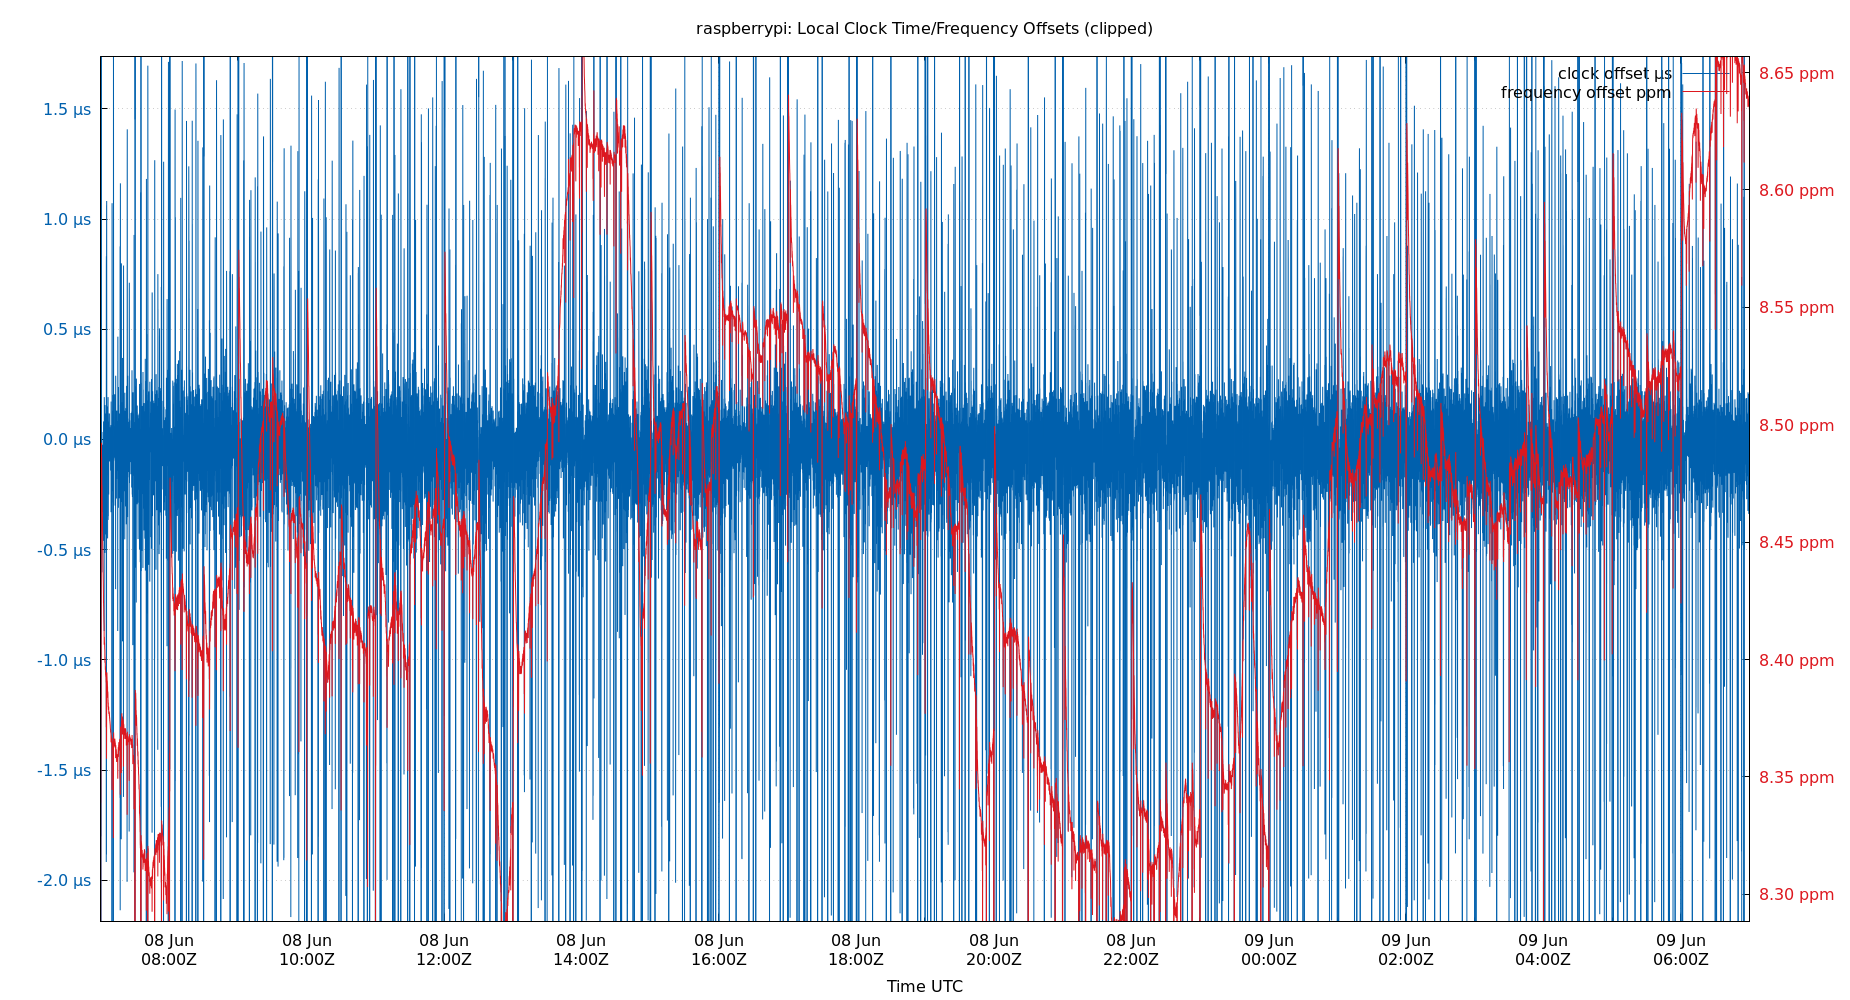 raspberrypi: Local Clock Time/Frequency Offsets (clipped)
clock offset µs
frequency offset ppm
1.5 µs
1.0 µs
0.5 µs
0.0 µs
-0.5 µs
-1.0 µs
-1.5 µs
-2.0 µs
8.65 ppm
8.60 ppm
8.55 ppm
8.50 ppm
8.45 ppm
8.40 ppm
8.35 ppm
8.30 ppm
08 Jun
08:00Z
08 Jun
10:00Z
08 Jun
12:00Z
08 Jun
14:00Z
08 Jun
16:00Z
08 Jun
18:00Z
08 Jun
20:00Z
08 Jun
22:00Z
09 Jun
00:00Z
09 Jun
02:00Z
09 Jun
04:00Z
09 Jun
06:00Z
Time UTC